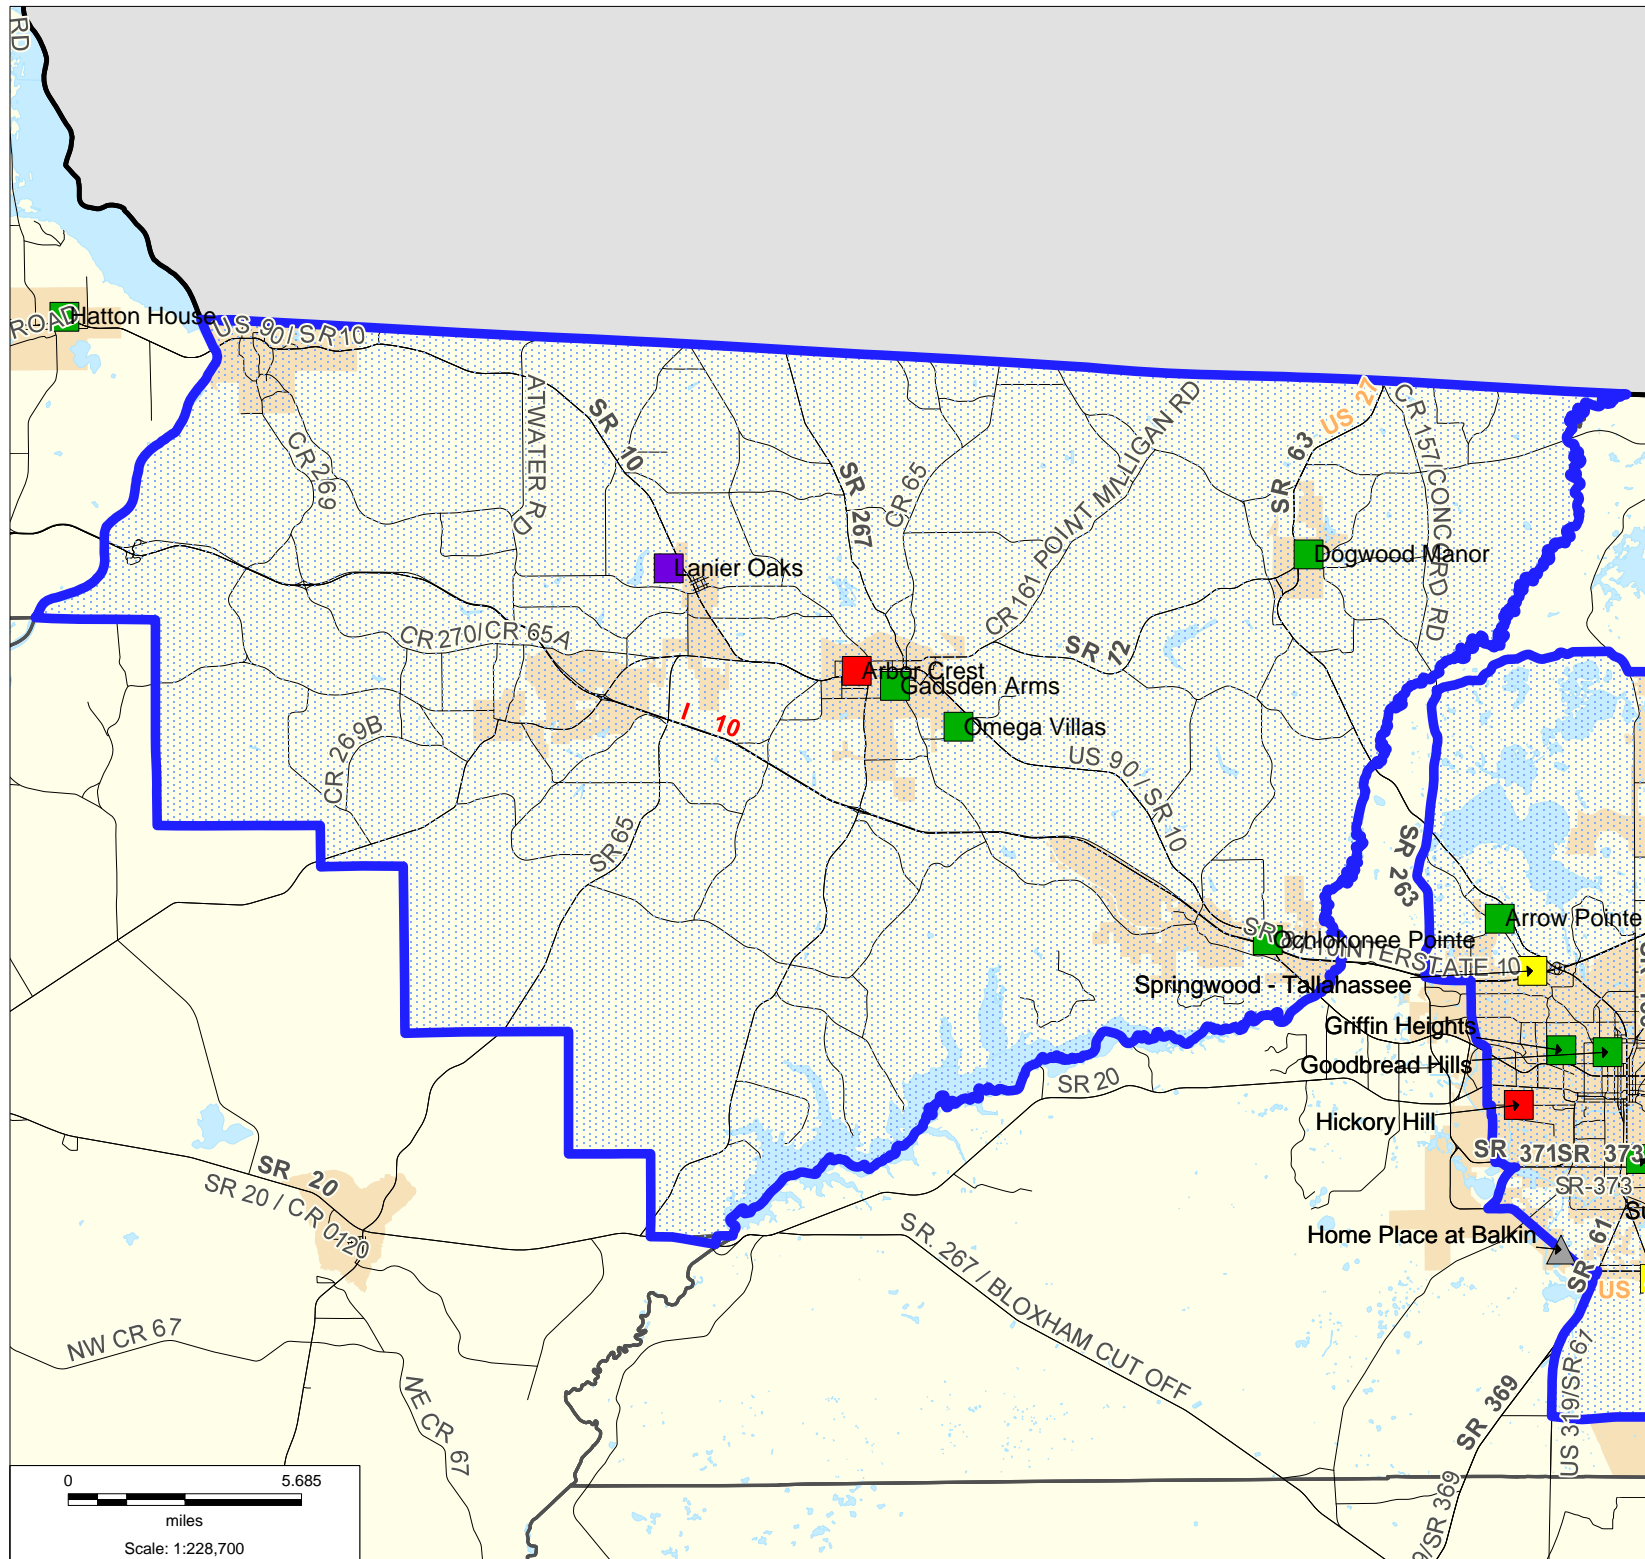 RD
ROAD
Hatton House
US 90/SR10
ATWATER RD
SR 10
CR 269
SR 267
CR 65
CR 161 POINT MILLIGAN RD
SR 63
US 27
CR 157/CONCORD RD
Dogwood Manor
Lanier Oaks
CR 270/CR 65A
SR 12
Arbor Crest
Gadsden Arms
Omega Villas
I 10
CR 269B
US 90 / SR 10
SR 65
SR 263
Arrow Pointe
Ochlokonee Pointe
INTERSTATE 10
Springwood - Tallahassee
Griffin Heights
Goodbread Hills
SR 20
Hickory Hill
SR 371
SR 373
SR-373
SR 20
SR 20 / CR 0120
Su
SR. 267 / BLOXHAM CUT OFF
Home Place at Balkin
SR 61
US
NW CR 67
NE CR 67
SR 369
US 319/SR61
9/SR 369
0 5.685
miles
Scale: 1:228,700